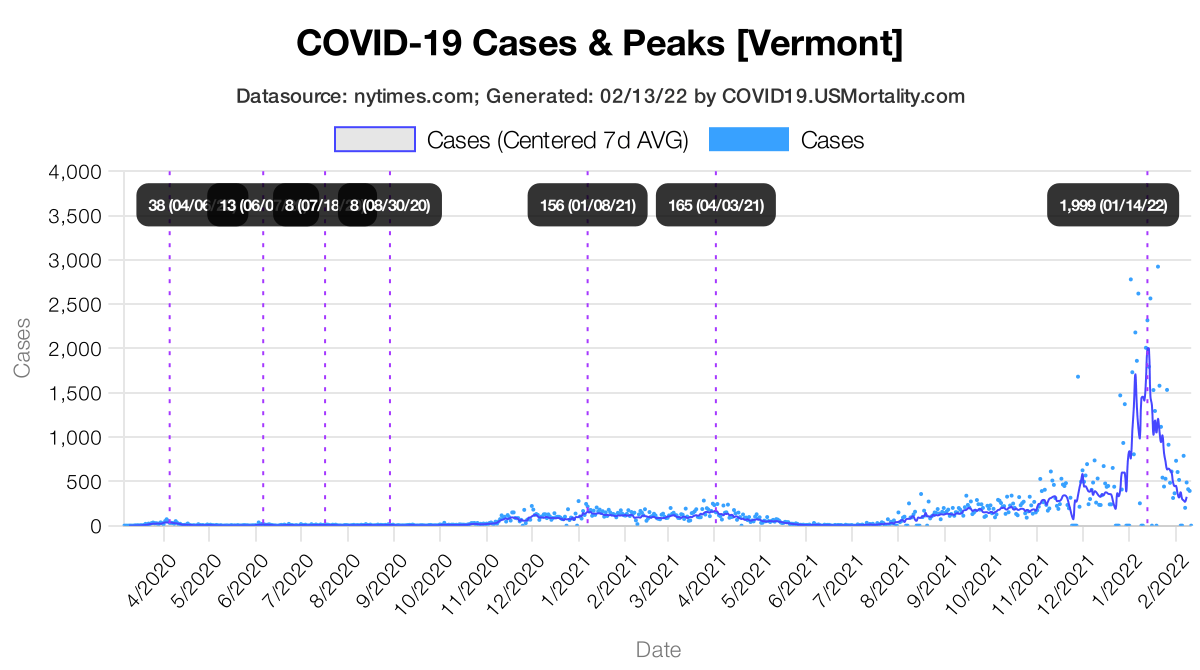 COVID-19 Cases & Peaks [Vermont]
Datasource: nytimes.com; Generated: 02/13/22 by COVID19.USMortality.com
Cases (Centered 7d AVG) Cases
4,000
3,500
3,000
2,500
2,000
1,500
1,000
500
0
Cases
38 (04/06 13 (06/07 8 (07/18 8 (08/30/20) 156 (01/08/21) 165 (04/03/21) 1,999 (01/14/22)
4/2020 5/2020 6/2020 7/2020 8/2020 9/2020 10/2020 11/2020 12/2020 1/2021 2/2021 3/2021 4/2021 5/2021 6/2021 7/2021 8/2021 9/2021 10/2021 11/2021 12/2021 1/2022 2/2022
Date